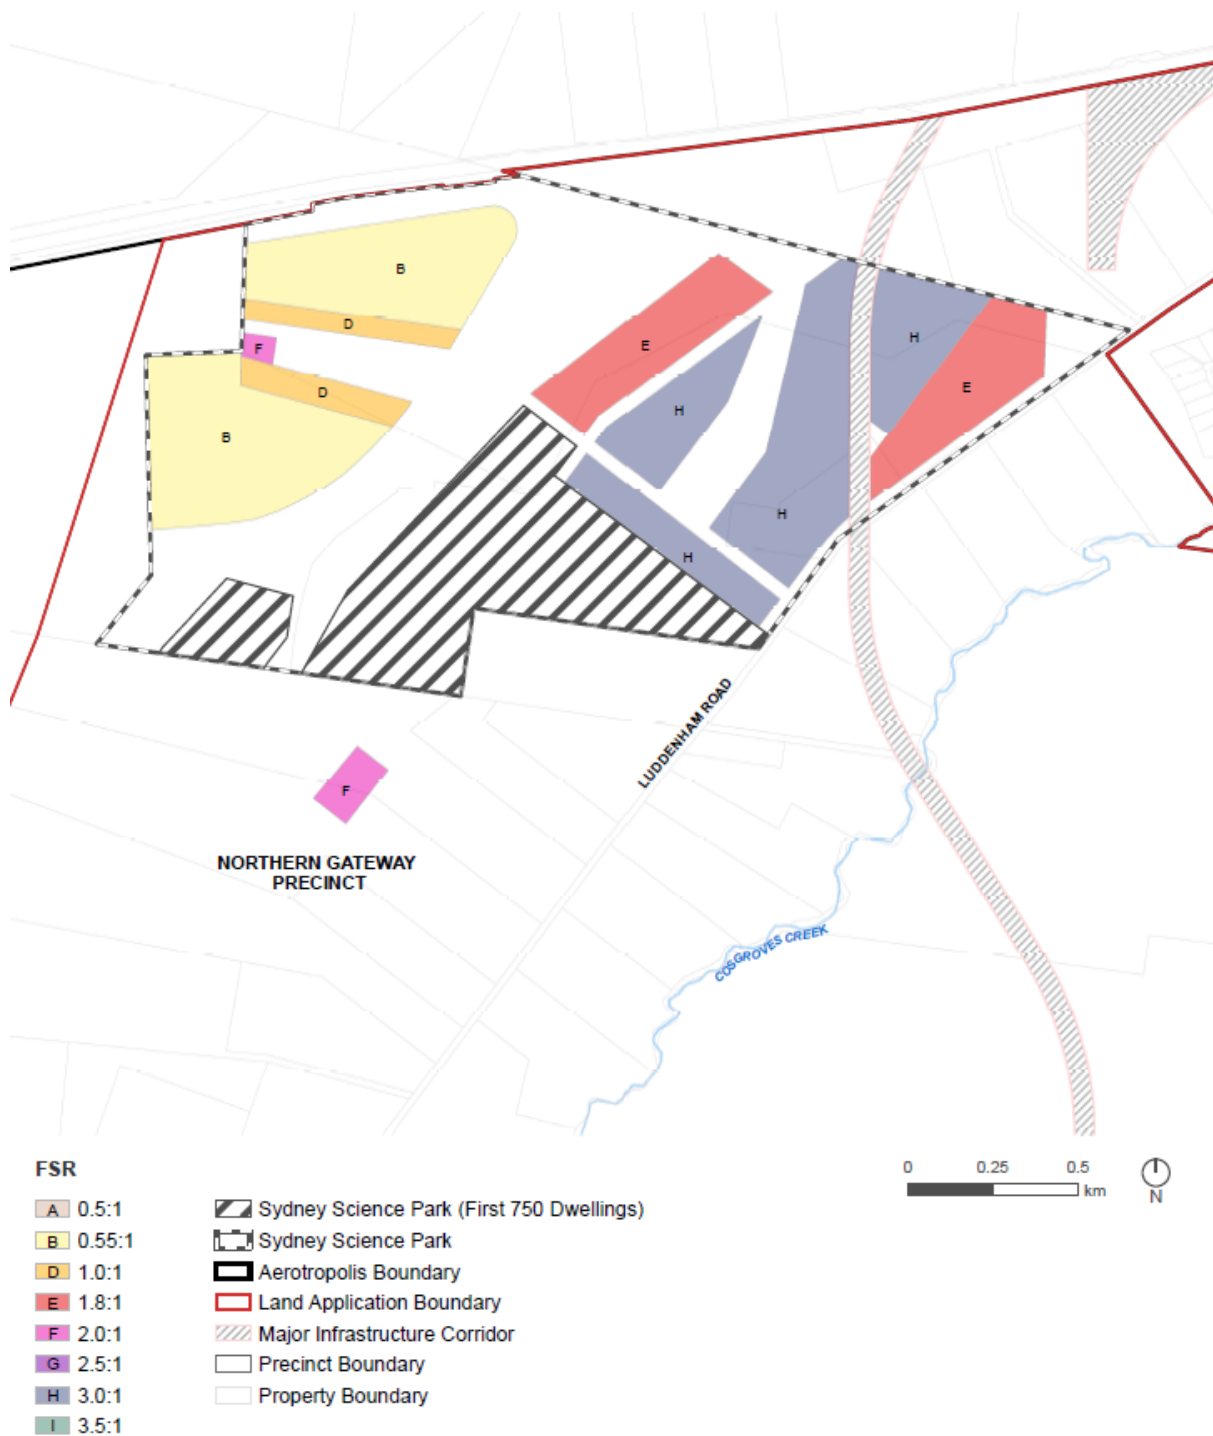 B
D
F
E
D
B
H
H
E
H
H
LUDDENHAM ROAD
F
NORTHERN GATEWAY
PRECINCT
COSGROVES CREEK
FSR
A 0.5:1
B 0.55:1
D 1.0:1
E 1.8:1
F 2.0:1
G 2.5:1
H 3.0:1
I 3.5:1
Sydney Science Park (First 750 Dwellings)
Sydney Science Park
Aerotropolis Boundary
Land Application Boundary
Major Infrastructure Corridor
Precinct Boundary
Property Boundary
0 0.25 0.5
km
N